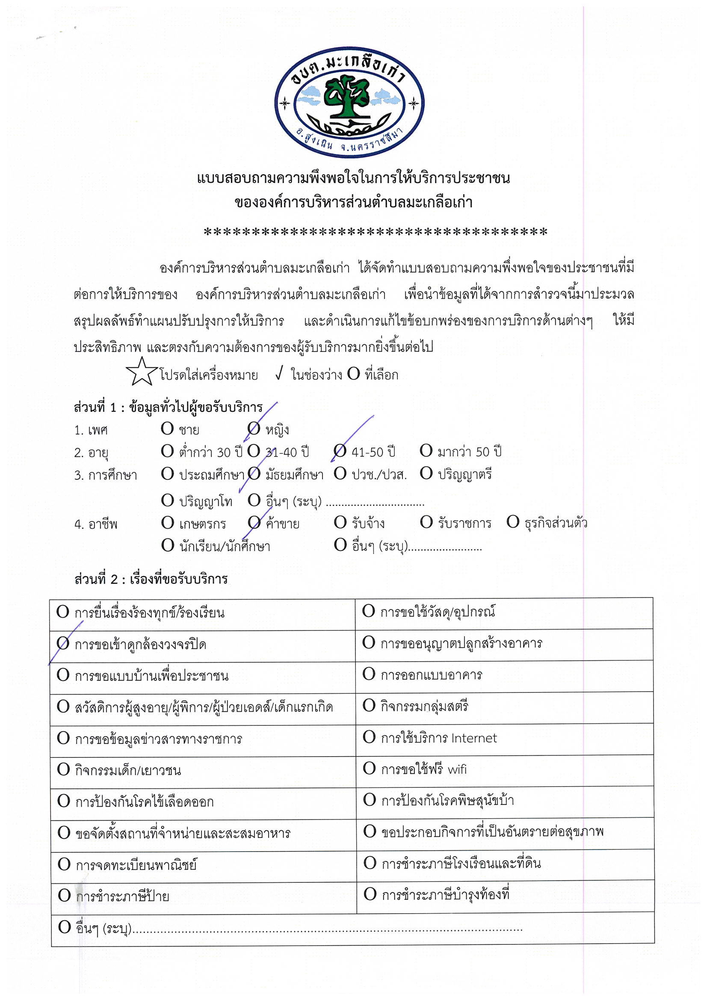 อบต.มะเกลือเก่า
อ.สูงเนิน จ.นครราชสีมา
แบบสอบถามความพึงพอใจในการให้บริการประชาชน
ขององค์การบริหารส่วนตำบลมะเกลือเก่า
************************************
องค์การบริหารส่วนตำบลมะเกลือเก่า ได้จัดทำแบบสอบถามความพึ่งพอใจของประชาชนที่มี
ต่อการให้บริการของ องค์การบริหารส่วนตำบลมะเกลือเก่า เพื่อนำข้อมูลที่ได้จากการสำรวจนี้มาประมวล
สรุปผลลัพธ์ทำแผนปรับปรุงการให้บริการ และดำเนินการแก้ไขข้อบกพร่องของการบริการด้านต่างๆ ให้มี
ประสิทธิภาพ และตรงกับความต้องการของผู้รับบริการมากยิ่งขึ้นต่อไป
โปรดใส่เครื่องหมาย √ ในช่องว่าง O ที่เลือก
ส่วนที่ 1 : ข้อมูลทั่วไปผู้ขอรับบริการ
1. เพศ O ชาย O หญิง
2. อายุ O ต่ำกว่า 30 ปี O 31-40 ปี O 41-50 ปี O มากว่า 50 ปี
3. การศึกษา O ประถมศึกษา O มัธยมศึกษา O ปวช./ปวส. O ปริญญาตรี
O ปริญญาโท O อื่นๆ (ระบุ) ................................
4. อาชีพ O เกษตรกร O ค้าขาย O รับจ้าง O รับราชการ O ธุรกิจส่วนตัว
O นักเรียน/นักศึกษา O อื่นๆ (ระบุ)........................
ส่วนที่ 2 : เรื่องที่ขอรับบริการ
O การยื่นเรื่องร้องทุกข์/ร้องเรียน O การขอใช้วัสดุ/อุปกรณ์
O การขอเข้าดูกล้องวงจรปิด O การขออนุญาตปลูกสร้างอาคาร
O การขอแบบบ้านเพื่อประชาชน O การออกแบบอาคาร
O สวัสดิการผู้สูงอายุ/ผู้พิการ/ผู้ป่วยเอดส์/เด็กแรกเกิด O กิจกรรมกลุ่มสตรี
O การขอข้อมูลข่าวสารทางราชการ O การใช้บริการ Internet
O กิจกรรมเด็ก/เยาวชน O การขอใช้ฟรี wifi
O การป้องกันโรคไข้เลือดออก O การป้องกันโรคพิษสุนัขบ้า
O ขอจัดตั้งสถานที่จำหน่ายและสะสมอาหาร O ขอประกอบกิจการที่เป็นอันตรายต่อสุขภาพ
O การจดทะเบียนพาณิชย์ O การชำระภาษีโรงเรือนและที่ดิน
O การชำระภาษีป้าย O การชำระภาษีบำรุงท้องที่
O อื่นๆ (ระบุ)................................................................................................................